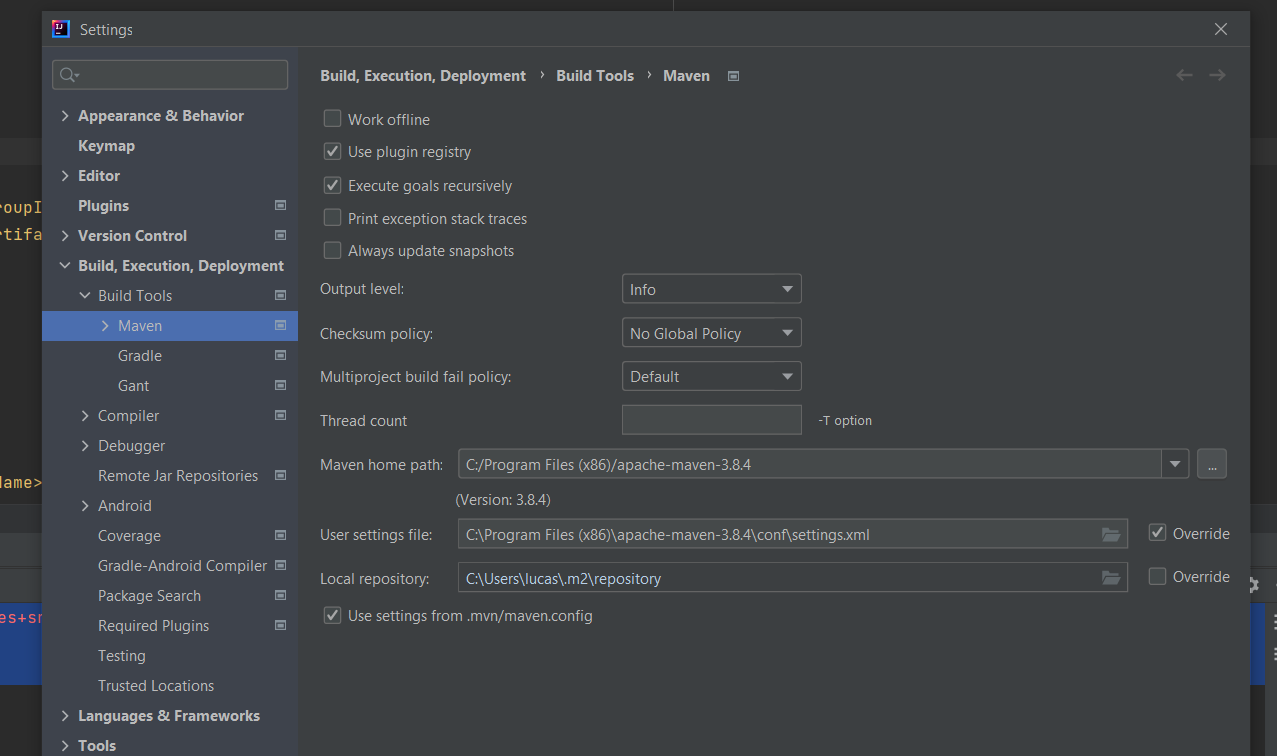 Settings
Build, Execution, Deployment › Build Tools › Maven
Appearance & Behavior
Keymap
Editor
Plugins
Version Control
Build, Execution, Deployment
Build Tools
Maven
Gradle
Gant
Compiler
Debugger
Remote Jar Repositories
Android
Coverage
Gradle-Android Compiler
Package Search
Required Plugins
Testing
Trusted Locations
Languages & Frameworks
Tools
Work offline
Use plugin registry
Execute goals recursively
Print exception stack traces
Always update snapshots
Output level: Info
Checksum policy: No Global Policy
Multiproject build fail policy: Default
Thread count -T option
Maven home path: C:/Program Files (x86)/apache-maven-3.8.4 ...
(Version: 3.8.4)
User settings file: C:\Program Files (x86)\apache-maven-3.8.4\conf\settings.xml Override
Local repository: C:\Users\lucas\.m2\repository Override
Use settings from .mvn/maven.config